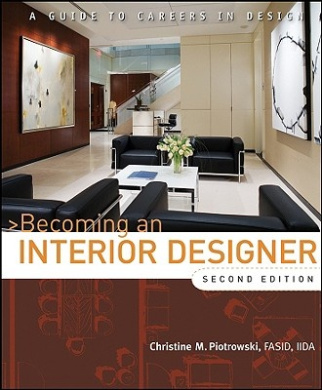 A GUIDE TO CAREERS IN DESIGN
>Becoming an
INTERIOR DESIGNER
SECOND EDITION
Christine M. Piotrowski, FASID, IIDA